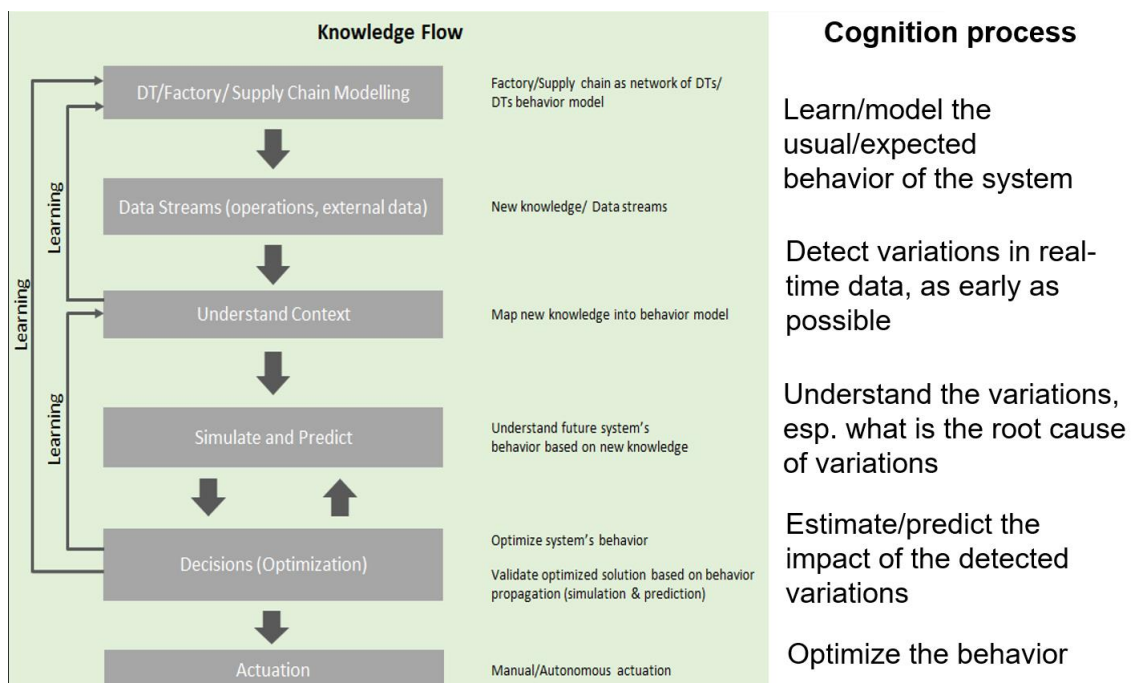 Knowledge Flow
Cognition process
DT/Factory/ Supply Chain Modelling
Factory/Supply chain as network of DTs/
DTs behavior model
Learn/model the
usual/expected
behavior of the system
Data Streams (operations, external data)
New knowledge/ Data streams
Learning
Detect variations in real-
time data, as early as
possible
Understand Context
Map new knowledge into behavior model
Learning
Understand the variations,
esp. what is the root cause
of variations
Simulate and Predict
Understand future system's
behavior based on new knowledge
Learning
Estimate/predict the
impact of the detected
variations
Decisions (Optimization)
Optimize system's behavior
Validate optimized solution based on behavior
propagation (simulation & prediction)
Optimize the behavior
Actuation
Manual/Autonomous actuation